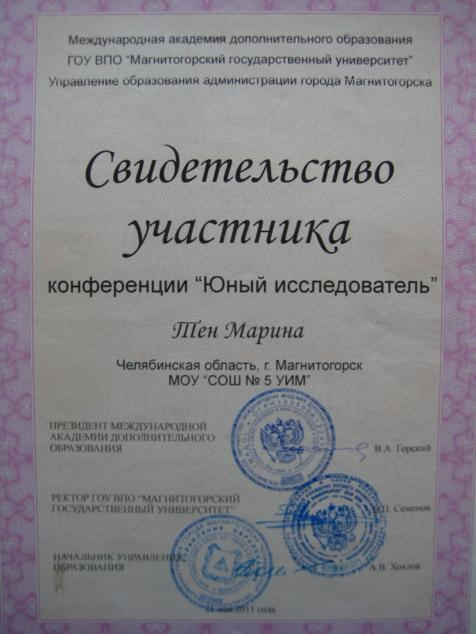 Международная академия дополнительного образования
ГОУ ВПО "Магнитогорский государственный университет"
Управление образования администрации города Магнитогорска
Свидетельство
участника
конференции "Юный исследователь"
Тен Марина
Челябинская область, г. Магнитогорск
МОУ "СОШ № 5 УИМ"
ПРЕЗИДЕНТ МЕЖДУНАРОДНОЙ
АКАДЕМИИ ДОПОЛНИТЕЛЬНОГО
ОБРАЗОВАНИЯ
В.А. Горский
РЕКТОР ГОУ ВПО "МАГНИТОГОРСКИЙ
ГОСУДАРСТВЕННЫЙ УНИВЕРСИТЕТ"
Семенов
НАЧАЛЬНИК УПРАВЛЕНИЯ
ОБРАЗОВАНИЯ
А.В. Хохлов
21 мая 2011 года